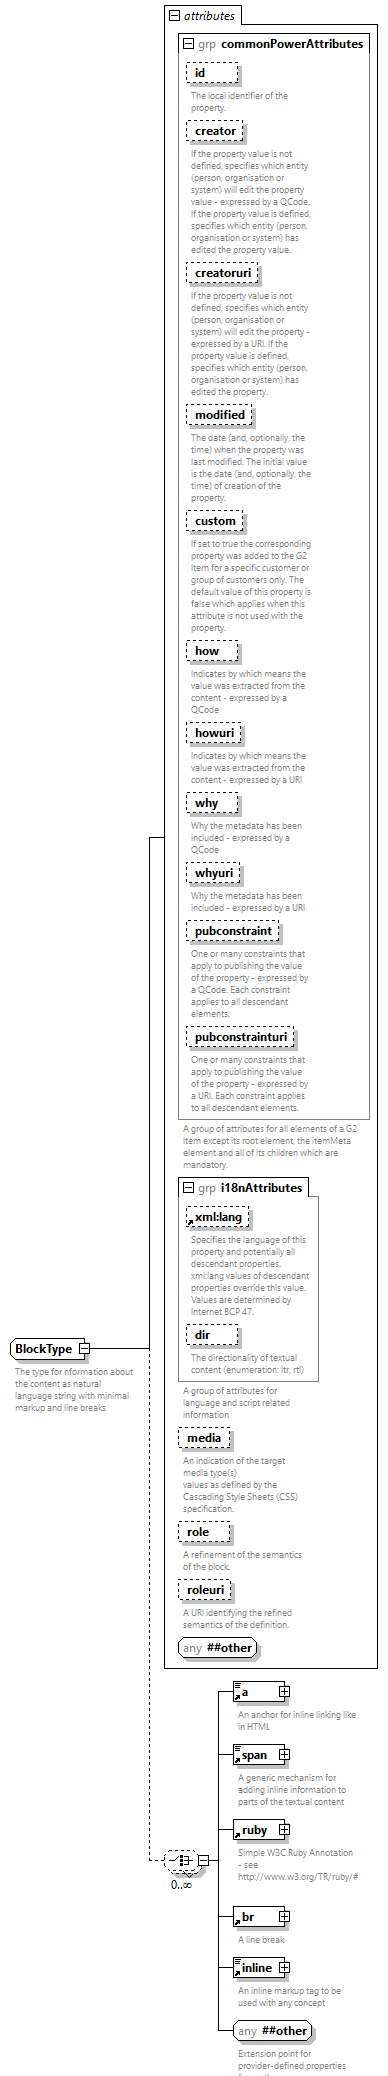 attributes
grp commonPowerAttributes
id
The local identifier of the
property.
creator
If the property value is not
defined, specifies which entity
(person, organisation or
system) will edit the property
value - expressed by a QCode.
If the property value is defined,
specifies which entity (person,
organisation or system) has
edited the property value.
creatoruri
If the property value is not
defined, specifies which entity
(person, organisation or
system) will edit the property -
expressed by a URI. If the
property value is defined,
specifies which entity (person,
organisation or system) has
edited the property.
modified
The date (and, optionally, the
time) when the property was
last modified. The initial value
is the date (and, optionally, the
time) of creation of the
property.
custom
If set to true the corresponding
property was added to the G2
Item for a specific customer or
group of customers only. The
default value of this property is
false which applies when this
attribute is not used with the
property.
how
Indicates by which means the
value was extracted from the
content - expressed by a
QCode
howuri
Indicates by which means the
value was extracted from the
content - expressed by a URI
why
Why the metadata has been
included - expressed by a
QCode
whyuri
Why the metadata has been
included - expressed by a URI
pubconstraint
One or many constraints that
apply to publishing the value
of the property - expressed by
a QCode. Each constraint
applies to all descendant
elements.
pubconstrainturi
One or many constraints that
apply to publishing the value
of the property - expressed by
a URI. Each constraint applies
to all descendant elements.
A group of attributes for all elements of a G2
Item except its root element, the itemMeta
element and all of its children which are
mandatory.
grp i18nAttributes
xml:lang
Specifies the language of this
property and potentially all
descendant properties.
xml:lang values of descendant
properties override this value.
Values are determined by
Internet BCP 47.
dir
The directionality of textual
content (enumeration: ltr, rtl)
A group of attributes for
language and script related
information
BlockType
The type for nformation about
the content as natural
language string with minimal
markup and line breaks
media
An indication of the target
media type(s)
values as defined by the
Cascading Style Sheets (CSS)
specification.
role
A refinement of the semantics
of the block.
roleuri
A URI identifying the refined
semantics of the definition.
any ##other
a
An anchor for inline linking like
in HTML
span
A generic mechanism for
adding inline information to
parts of the textual content
ruby
Simple W3C Ruby Annotation
- see
http://www.w3.org/TR/ruby/#
0..∞
br
A line break
inline
An inline markup tag to be
used with any concept
any ##other
Extension point for
provider-defined properties